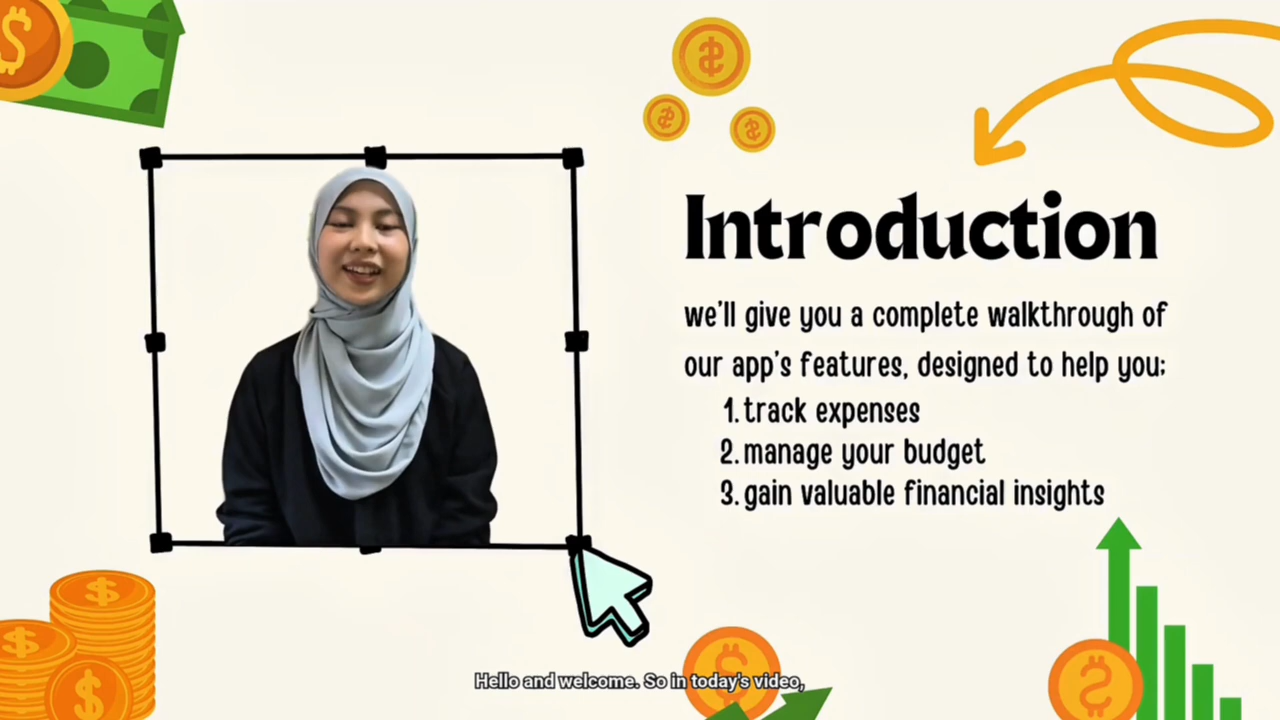 Introduction
we'll give you a complete walkthrough of
our app's features, designed to help you:
1. track expenses
2. manage your budget
3. gain valuable financial insights
Hello and welcome. So in today's video,